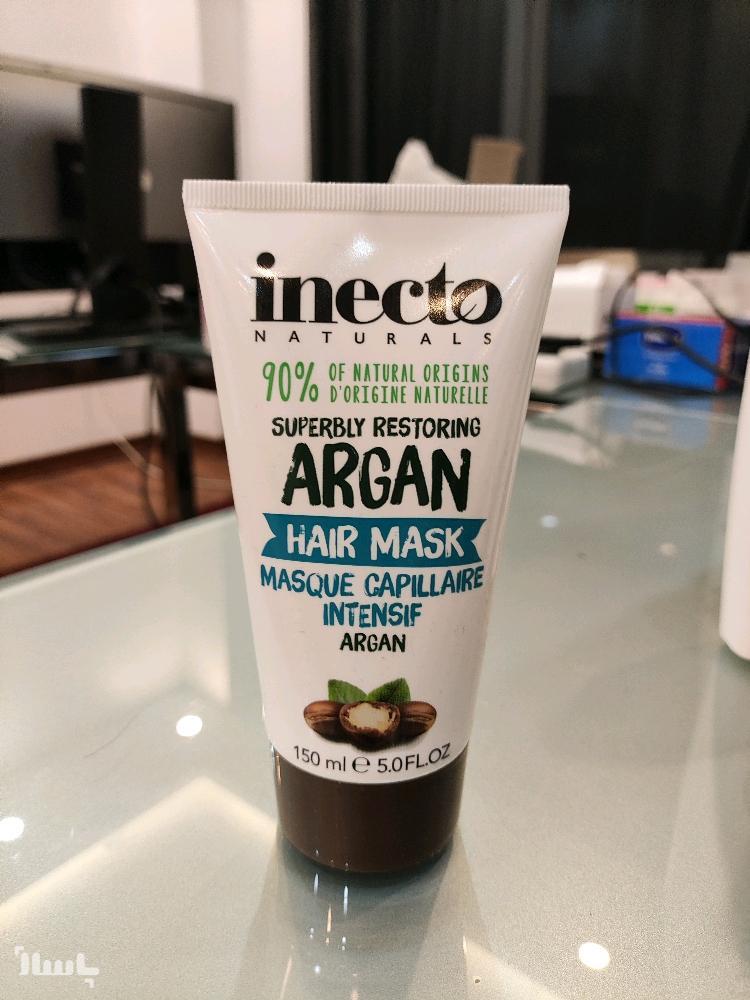 inecto
NATURALS
90% OF NATURAL ORIGINS
D'ORIGINE NATURELLE
SUPERBLY RESTORING
ARGAN
HAIR MASK
MASQUE CAPILLAIRE
INTENSIF
ARGAN
150 ml ℮ 5.0FL.OZ
باسلام